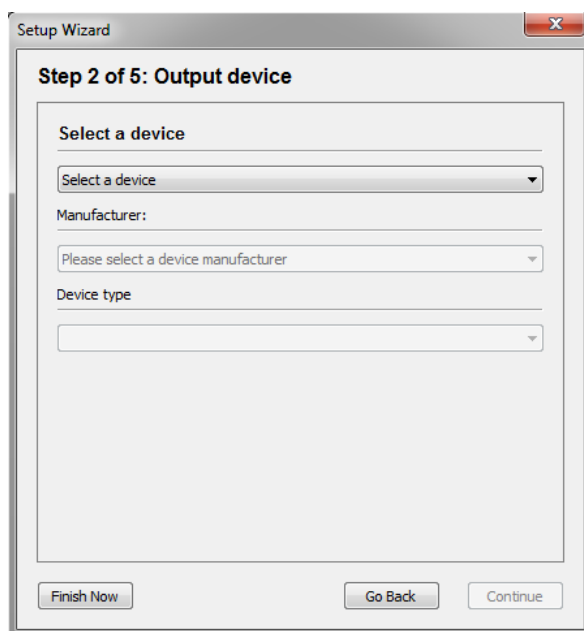 Setup Wizard
Step 2 of 5: Output device
Select a device
Select a device
Manufacturer:
Please select a device manufacturer
Device type
Finish Now
Go Back
Continue